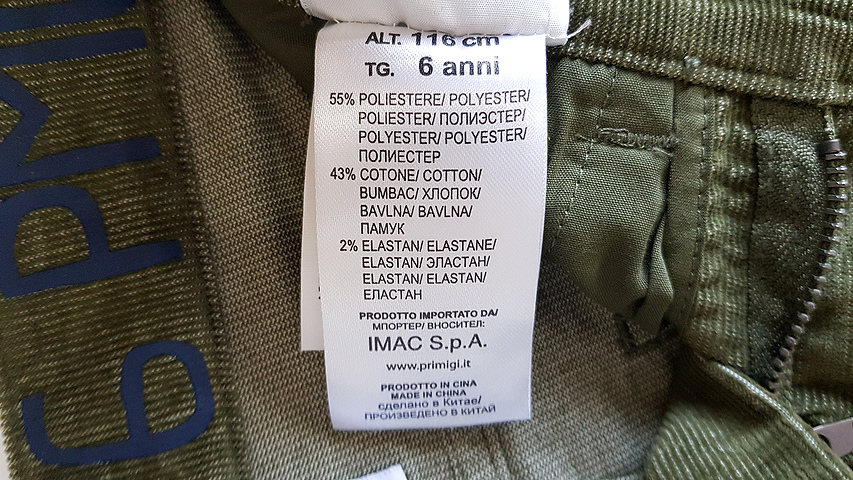 ALT. 116 cm
TG. 6 anni
55% POLIESTERE/ POLYESTER/
POLIESTER/ ПОЛИЭСТЕР/
POLYESTER/ POLYESTER/
ПОЛИЕСТЕР
43% COTONE/ COTTON/
BUMBAC/ ХЛОПОК/
BAVLNA/ BAVLNA/
ПАМУК
2% ELASTAN/ ELASTANE/
ELASTAN/ ЭЛАСТАН/
ELASTAN/ ELASTAN/
ЕЛАСТАН
PRODOTTO IMPORTATO DA/
МПОРТЕР/ ВНОСИТЕЛ:
IMAC S.p.A.
www.primigi.it
PRODOTTO IN CINA
MADE IN CHINA
сделано в Китае/
ПРОИЗВЕДЕНО В КИТАЙ